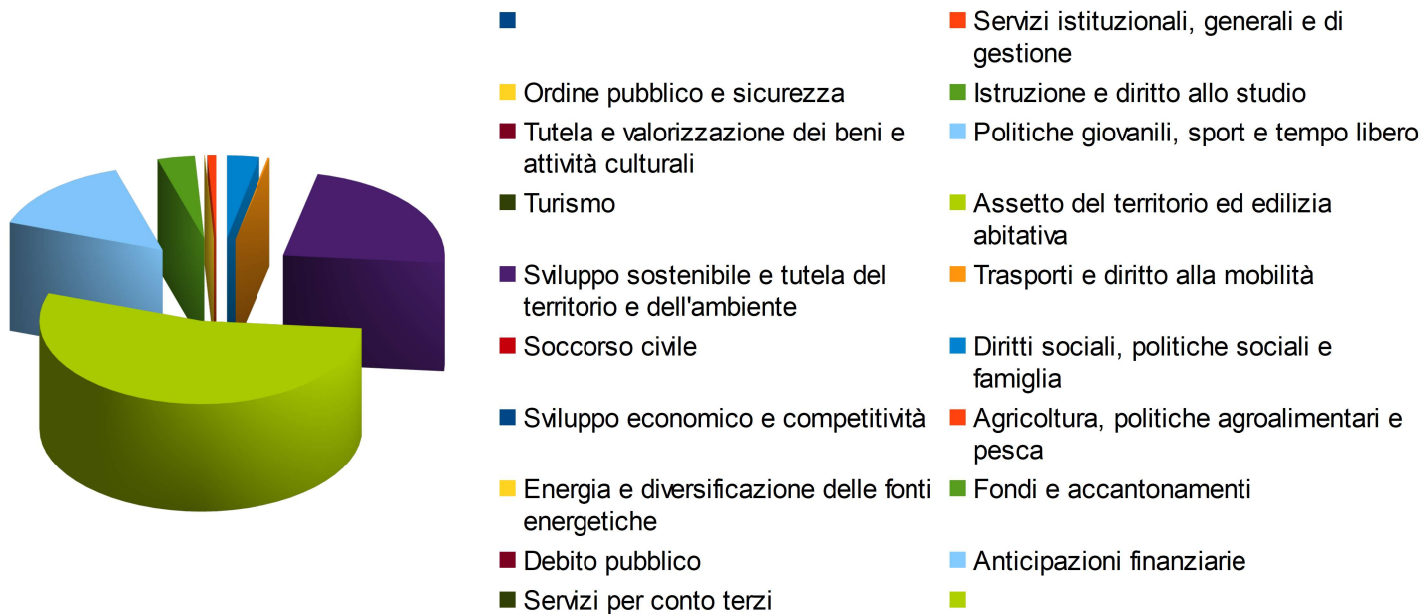 Servizi istituzionali, generali e di
gestione
Ordine pubblico e sicurezza
Istruzione e diritto allo studio
Tutela e valorizzazione dei beni e
attività culturali
Politiche giovanili, sport e tempo libero
Turismo
Assetto del territorio ed edilizia
abitativa
Sviluppo sostenibile e tutela del
territorio e dell'ambiente
Trasporti e diritto alla mobilità
Soccorso civile
Diritti sociali, politiche sociali e
famiglia
Sviluppo economico e competitività
Agricoltura, politiche agroalimentari e
pesca
Energia e diversificazione delle fonti
energetiche
Fondi e accantonamenti
Debito pubblico
Anticipazioni finanziarie
Servizi per conto terzi